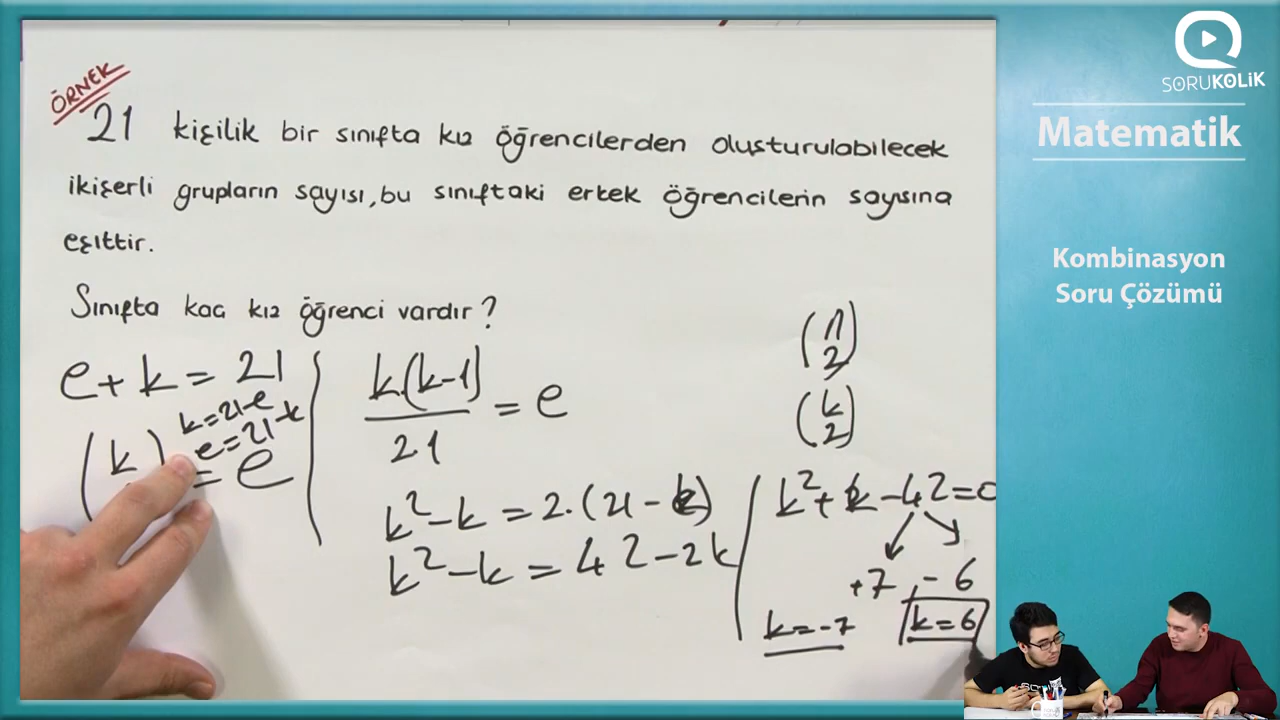 ÖRNEK
21 kişilik bir sınıfta kız öğrencilerden oluşturulabilecek
ikişerli grupların sayısı, bu sınıftaki erkek öğrencilerin sayısına
eşittir.
Sınıfta kaç kız öğrenci vardır?
e + k = 21
k = 21 - e
e = 21 - k
(k = e
k.(k-1)
21
= e
k² - k = 2.(21 - k)
k² - k = 42 - 2k
(n 2)
(k 2)
k² + k - 42 = 0
+7, -6
k = -7
k = 6
SORUKOLİK
Matematik
Kombinasyon
Soru Çözümü